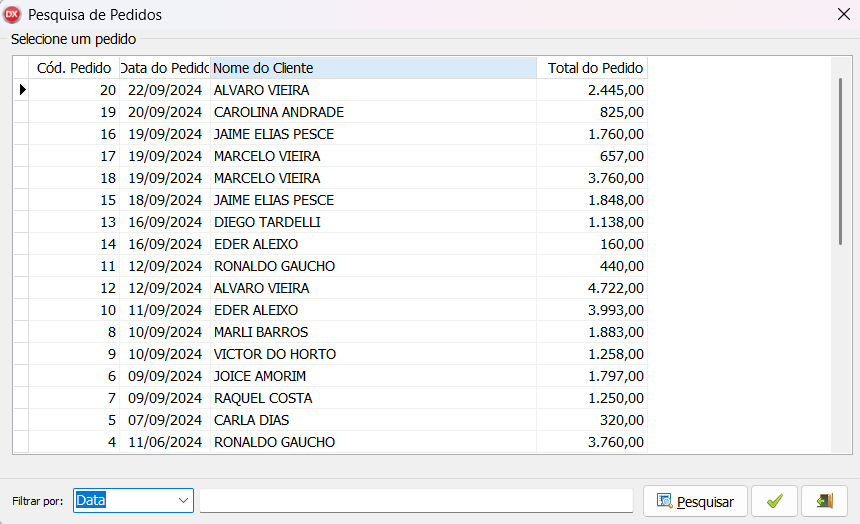 DX Pesquisa de Pedidos
Selecione um pedido
Cód. Pedido Data do Pedido Nome do Cliente Total do Pedido
20 22/09/2024 ALVARO VIEIRA 2.445,00
19 20/09/2024 CAROLINA ANDRADE 825,00
16 19/09/2024 JAIME ELIAS PESCE 1.760,00
17 19/09/2024 MARCELO VIEIRA 657,00
18 19/09/2024 MARCELO VIEIRA 3.760,00
15 18/09/2024 JAIME ELIAS PESCE 1.848,00
13 16/09/2024 DIEGO TARDELLI 1.138,00
14 16/09/2024 EDER ALEIXO 160,00
11 12/09/2024 RONALDO GAUCHO 440,00
12 12/09/2024 ALVARO VIEIRA 4.722,00
10 11/09/2024 EDER ALEIXO 3.993,00
8 10/09/2024 MARLI BARROS 1.883,00
9 10/09/2024 VICTOR DO HORTO 1.258,00
6 09/09/2024 JOICE AMORIM 1.797,00
7 09/09/2024 RAQUEL COSTA 1.250,00
5 07/09/2024 CARLA DIAS 320,00
4 11/06/2024 RONALDO GAUCHO 3.760,00
Filtrar por: Data Pesquisar